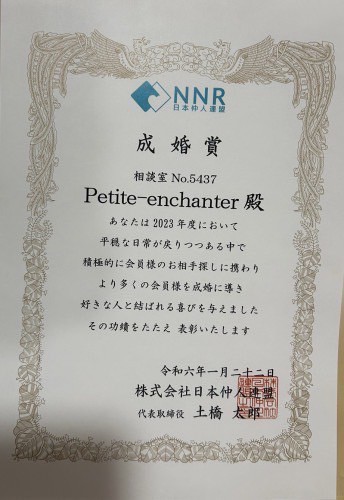 NNR
日本仲人連盟
成婚賞
相談室 No.5437
Petite-enchanter 殿
あなたは 2023 年度において
平穏な日常が戻りつつある中で
積極的に会員様のお相手探しに携わり
より多くの会員様を成婚に導き
好きな人と結ばれる喜びを与えました
その功績をたたえ 表彰いたします
令和六年一月二十二日
株式会社日本仲人連盟
代表取締役 土橋 太郎